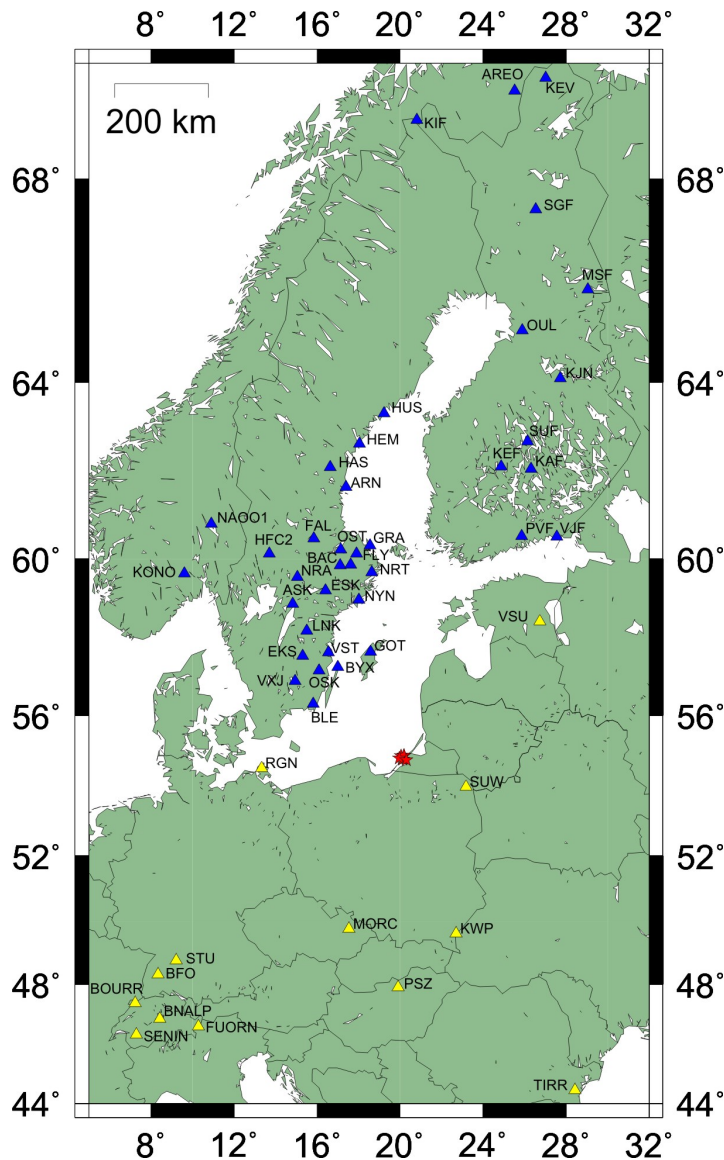 8° 12° 16° 20° 24° 28° 32°
AREO
KEV
200 km
KIF
68° 68°
SGF
MSF
OUL
64° 64°
KJN
HUS
SUF
HEM
KEF
HAS KAF
ARN
NAOO1
FAL OST GRA PVF VJF
HFC2 BAC FLY
60° 60°
KONO NRA NRT
ASK ESK NYN
VSU
LNK
EKS VST GOT
BYX
VXJ OSK
BLE
56° 56°
RGN
SUW
52° 52°
MORC KWP
STU
BFO
48° PSZ 48°
BOURR
BNALP
SENIN FUORN
TIRR
44° 44°
8° 12° 16° 20° 24° 28° 32°